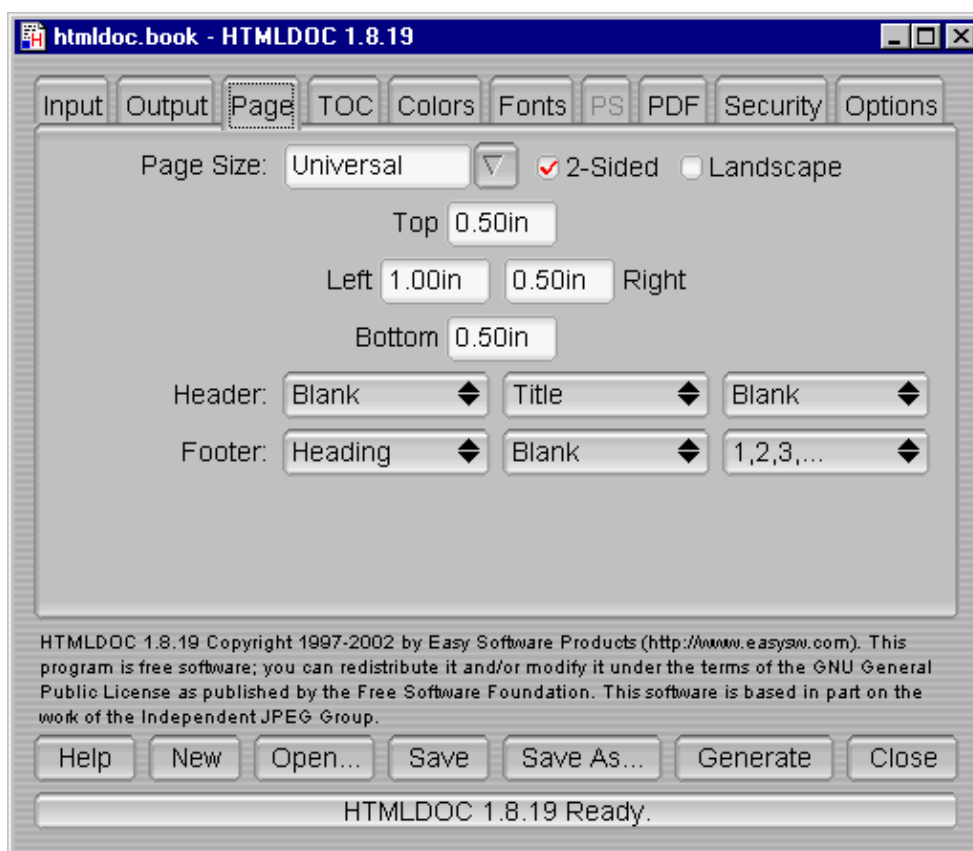 htmldoc.book - HTMLDOC 1.8.19
Input Output Page TOC Colors Fonts PS PDF Security Options
Page Size: Universal 2-Sided Landscape
Top 0.50in
Left 1.00in 0.50in Right
Bottom 0.50in
Header: Blank Title Blank
Footer: Heading Blank 1,2,3,...
HTMLDOC 1.8.19 Copyright 1997-2002 by Easy Software Products (http://www.easysw.com). This
program is free software; you can redistribute it and/or modify it under the terms of the GNU General
Public License as published by the Free Software Foundation. This software is based in part on the
work of the Independent JPEG Group.
Help New Open... Save Save As... Generate Close
HTMLDOC 1.8.19 Ready.